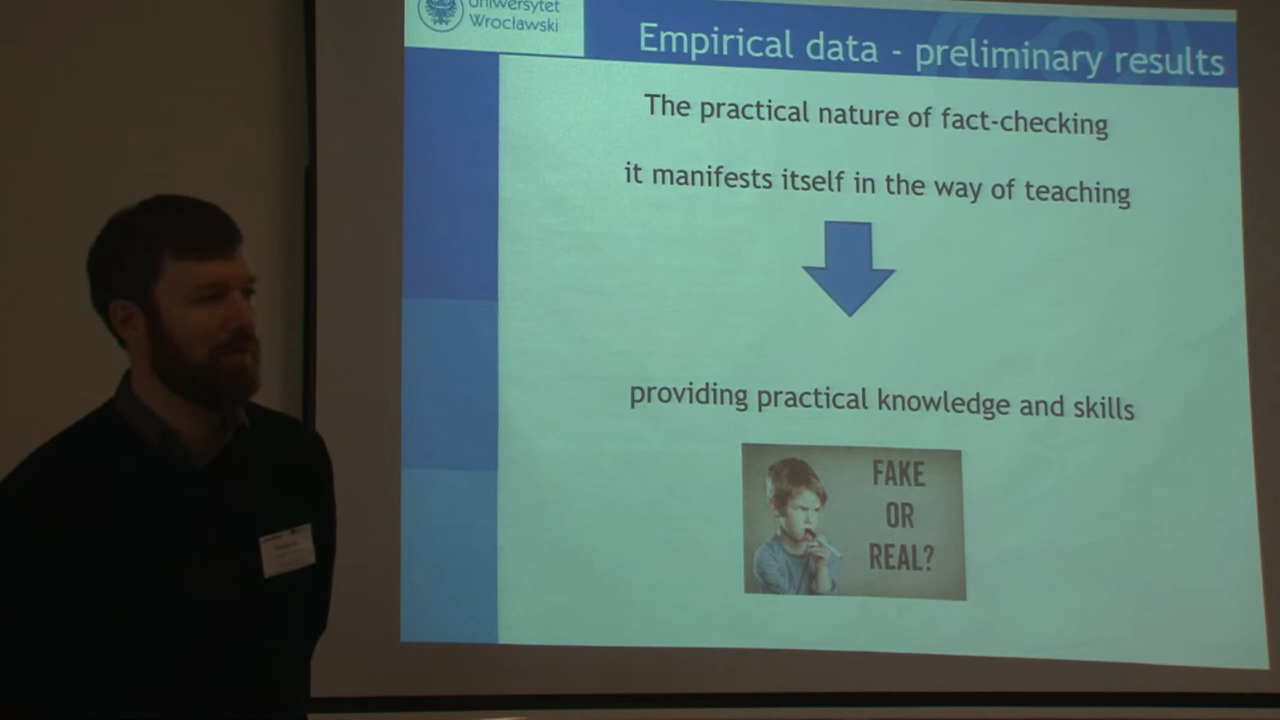 Uniwersytet
Wrocławski
Empirical data - preliminary results
The practical nature of fact-checking
it manifests itself in the way of teaching
providing practical knowledge and skills
FAKE
OR
REAL?